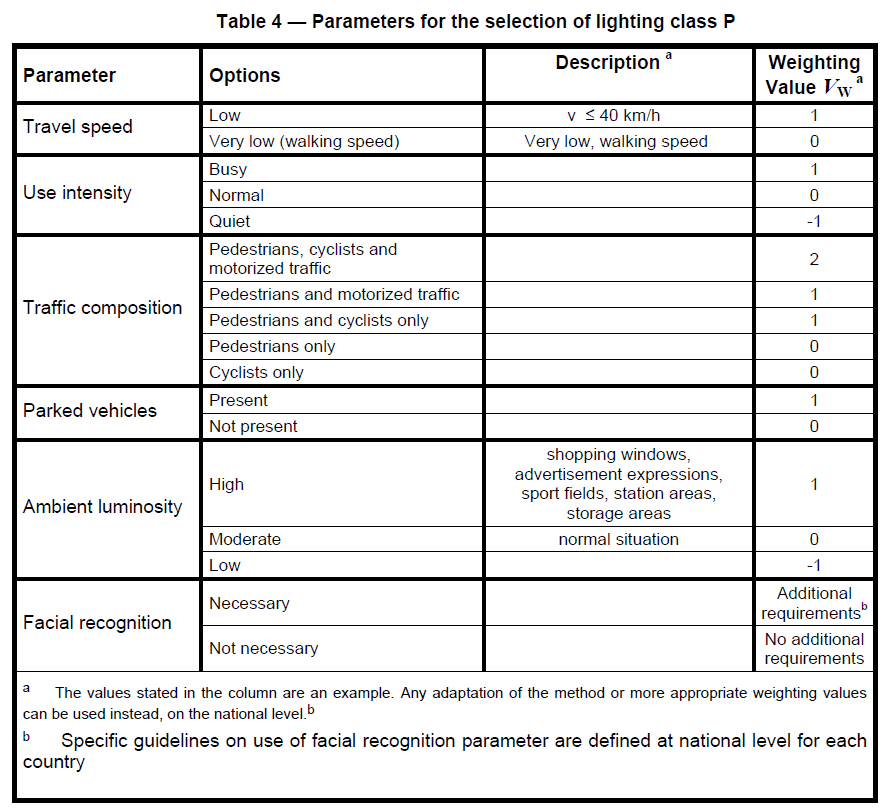 Table 4 — Parameters for the selection of lighting class P
Parameter Options Description a Weighting Value VW a
Travel speed
Low v ≤ 40 km/h 1
Very low (walking speed) Very low, walking speed 0
Use intensity
Busy 1
Normal 0
Quiet -1
Traffic composition
Pedestrians, cyclists and
motorized traffic 2
Pedestrians and motorized traffic 1
Pedestrians and cyclists only 1
Pedestrians only 0
Cyclists only 0
Parked vehicles
Present 1
Not present 0
Ambient luminosity
High
shopping windows,
advertisement expressions,
sport fields, station areas,
storage areas
1
Moderate normal situation 0
Low -1
Facial recognition
Necessary
Additional
requirements b
Not necessary
No additional
requirements
a The values stated in the column are an example. Any adaptation of the method or more appropriate weighting values
can be used instead, on the national level.b
b Specific guidelines on use of facial recognition parameter are defined at national level for each
country